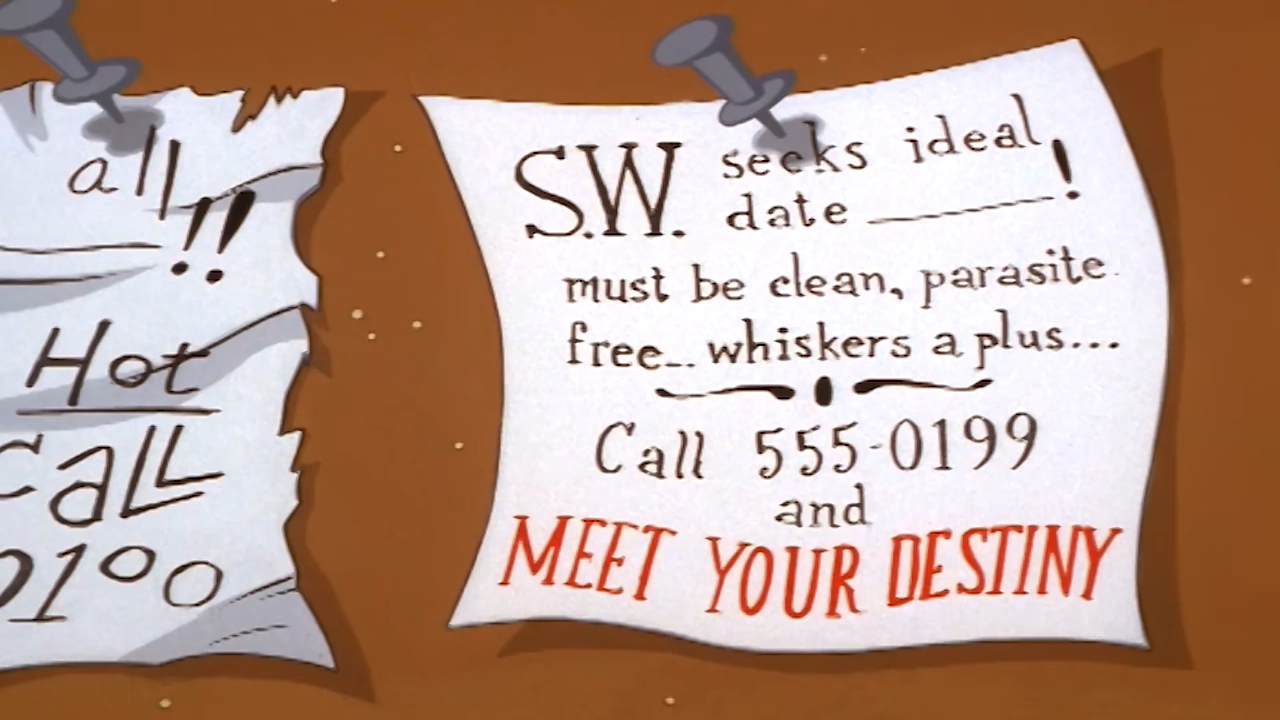 all!!
Hot
CALL
0100
S.W. seeks ideal
date ______!
must be clean, parasite
free... whiskers a plus...
Call 555-0199
and
MEET YOUR DESTINY